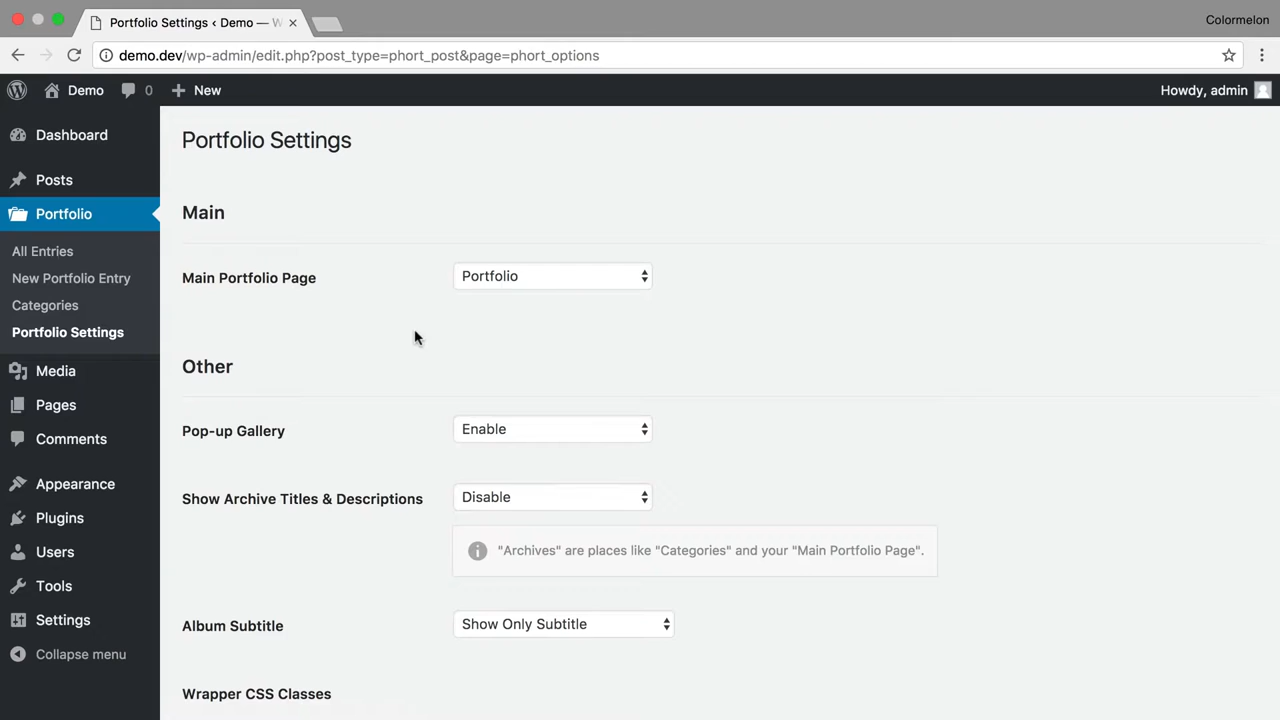 Portfolio Settings ‹ Demo — W
Colormelon
demo.dev/wp-admin/edit.php?post_type=phort_post&page=phort_options
Demo
0
New
Howdy, admin
Dashboard
Posts
Portfolio
All Entries
New Portfolio Entry
Categories
Portfolio Settings
Media
Pages
Comments
Appearance
Plugins
Users
Tools
Settings
Collapse menu
Portfolio Settings
Main
Main Portfolio Page
Portfolio
Other
Pop-up Gallery
Enable
Show Archive Titles & Descriptions
Disable
"Archives" are places like "Categories" and your "Main Portfolio Page".
Album Subtitle
Show Only Subtitle
Wrapper CSS Classes